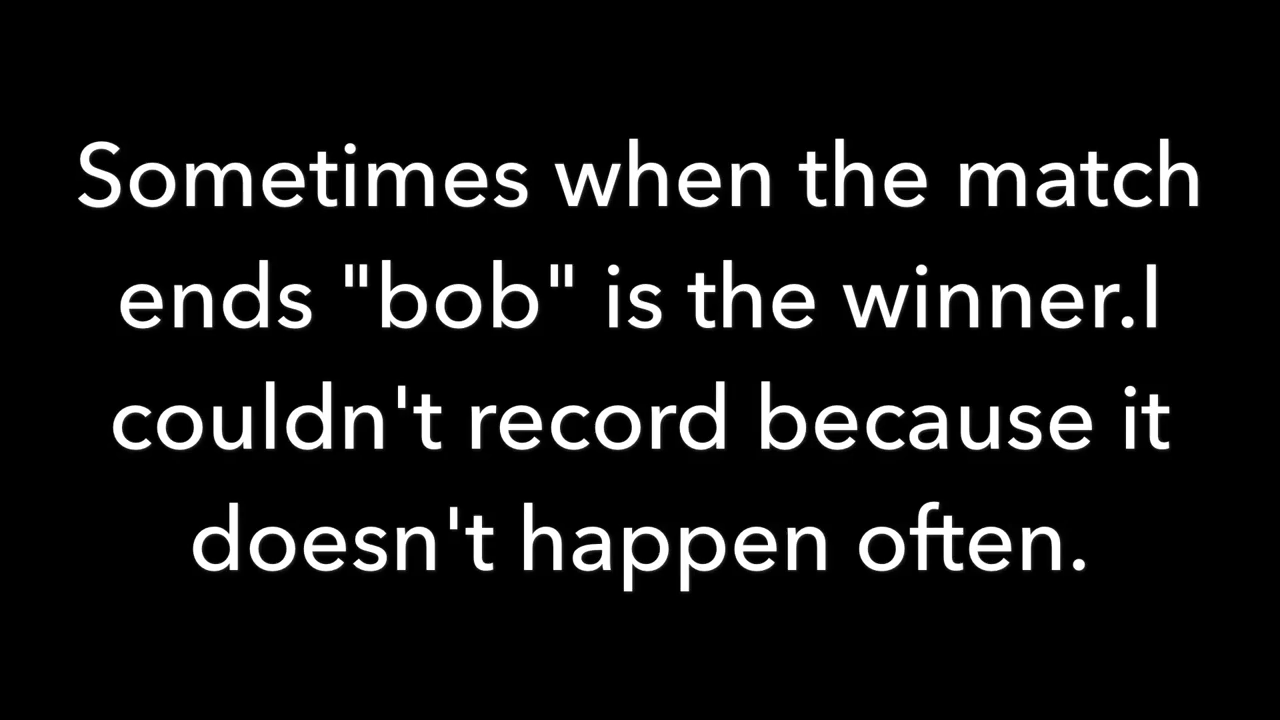 Sometimes when the match
ends "bob" is the winner.I
couldn't record because it
doesn't happen often.